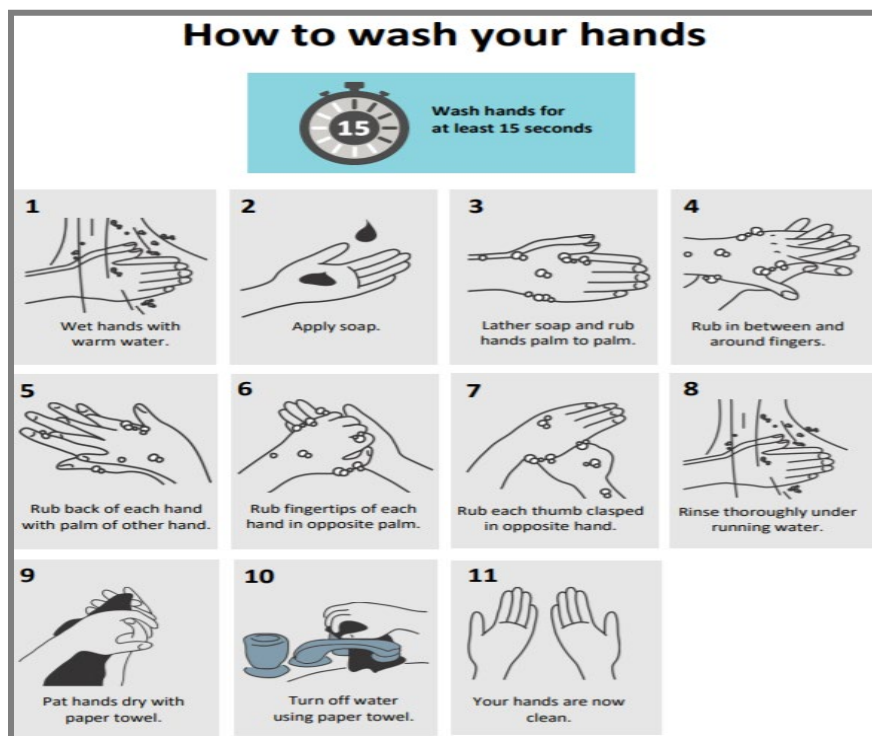 How to wash your hands
15
Wash hands for
at least 15 seconds
1
Wet hands with
warm water.
2
Apply soap.
3
Lather soap and rub
hands palm to palm.
4
Rub in between and
around fingers.
5
Rub back of each hand
with palm of other hand.
6
Rub fingertips of each
hand in opposite palm.
7
Rub each thumb clasped
in opposite hand.
8
Rinse thoroughly under
running water.
9
Pat hands dry with
paper towel.
10
Turn off water
using paper towel.
11
Your hands are now
clean.